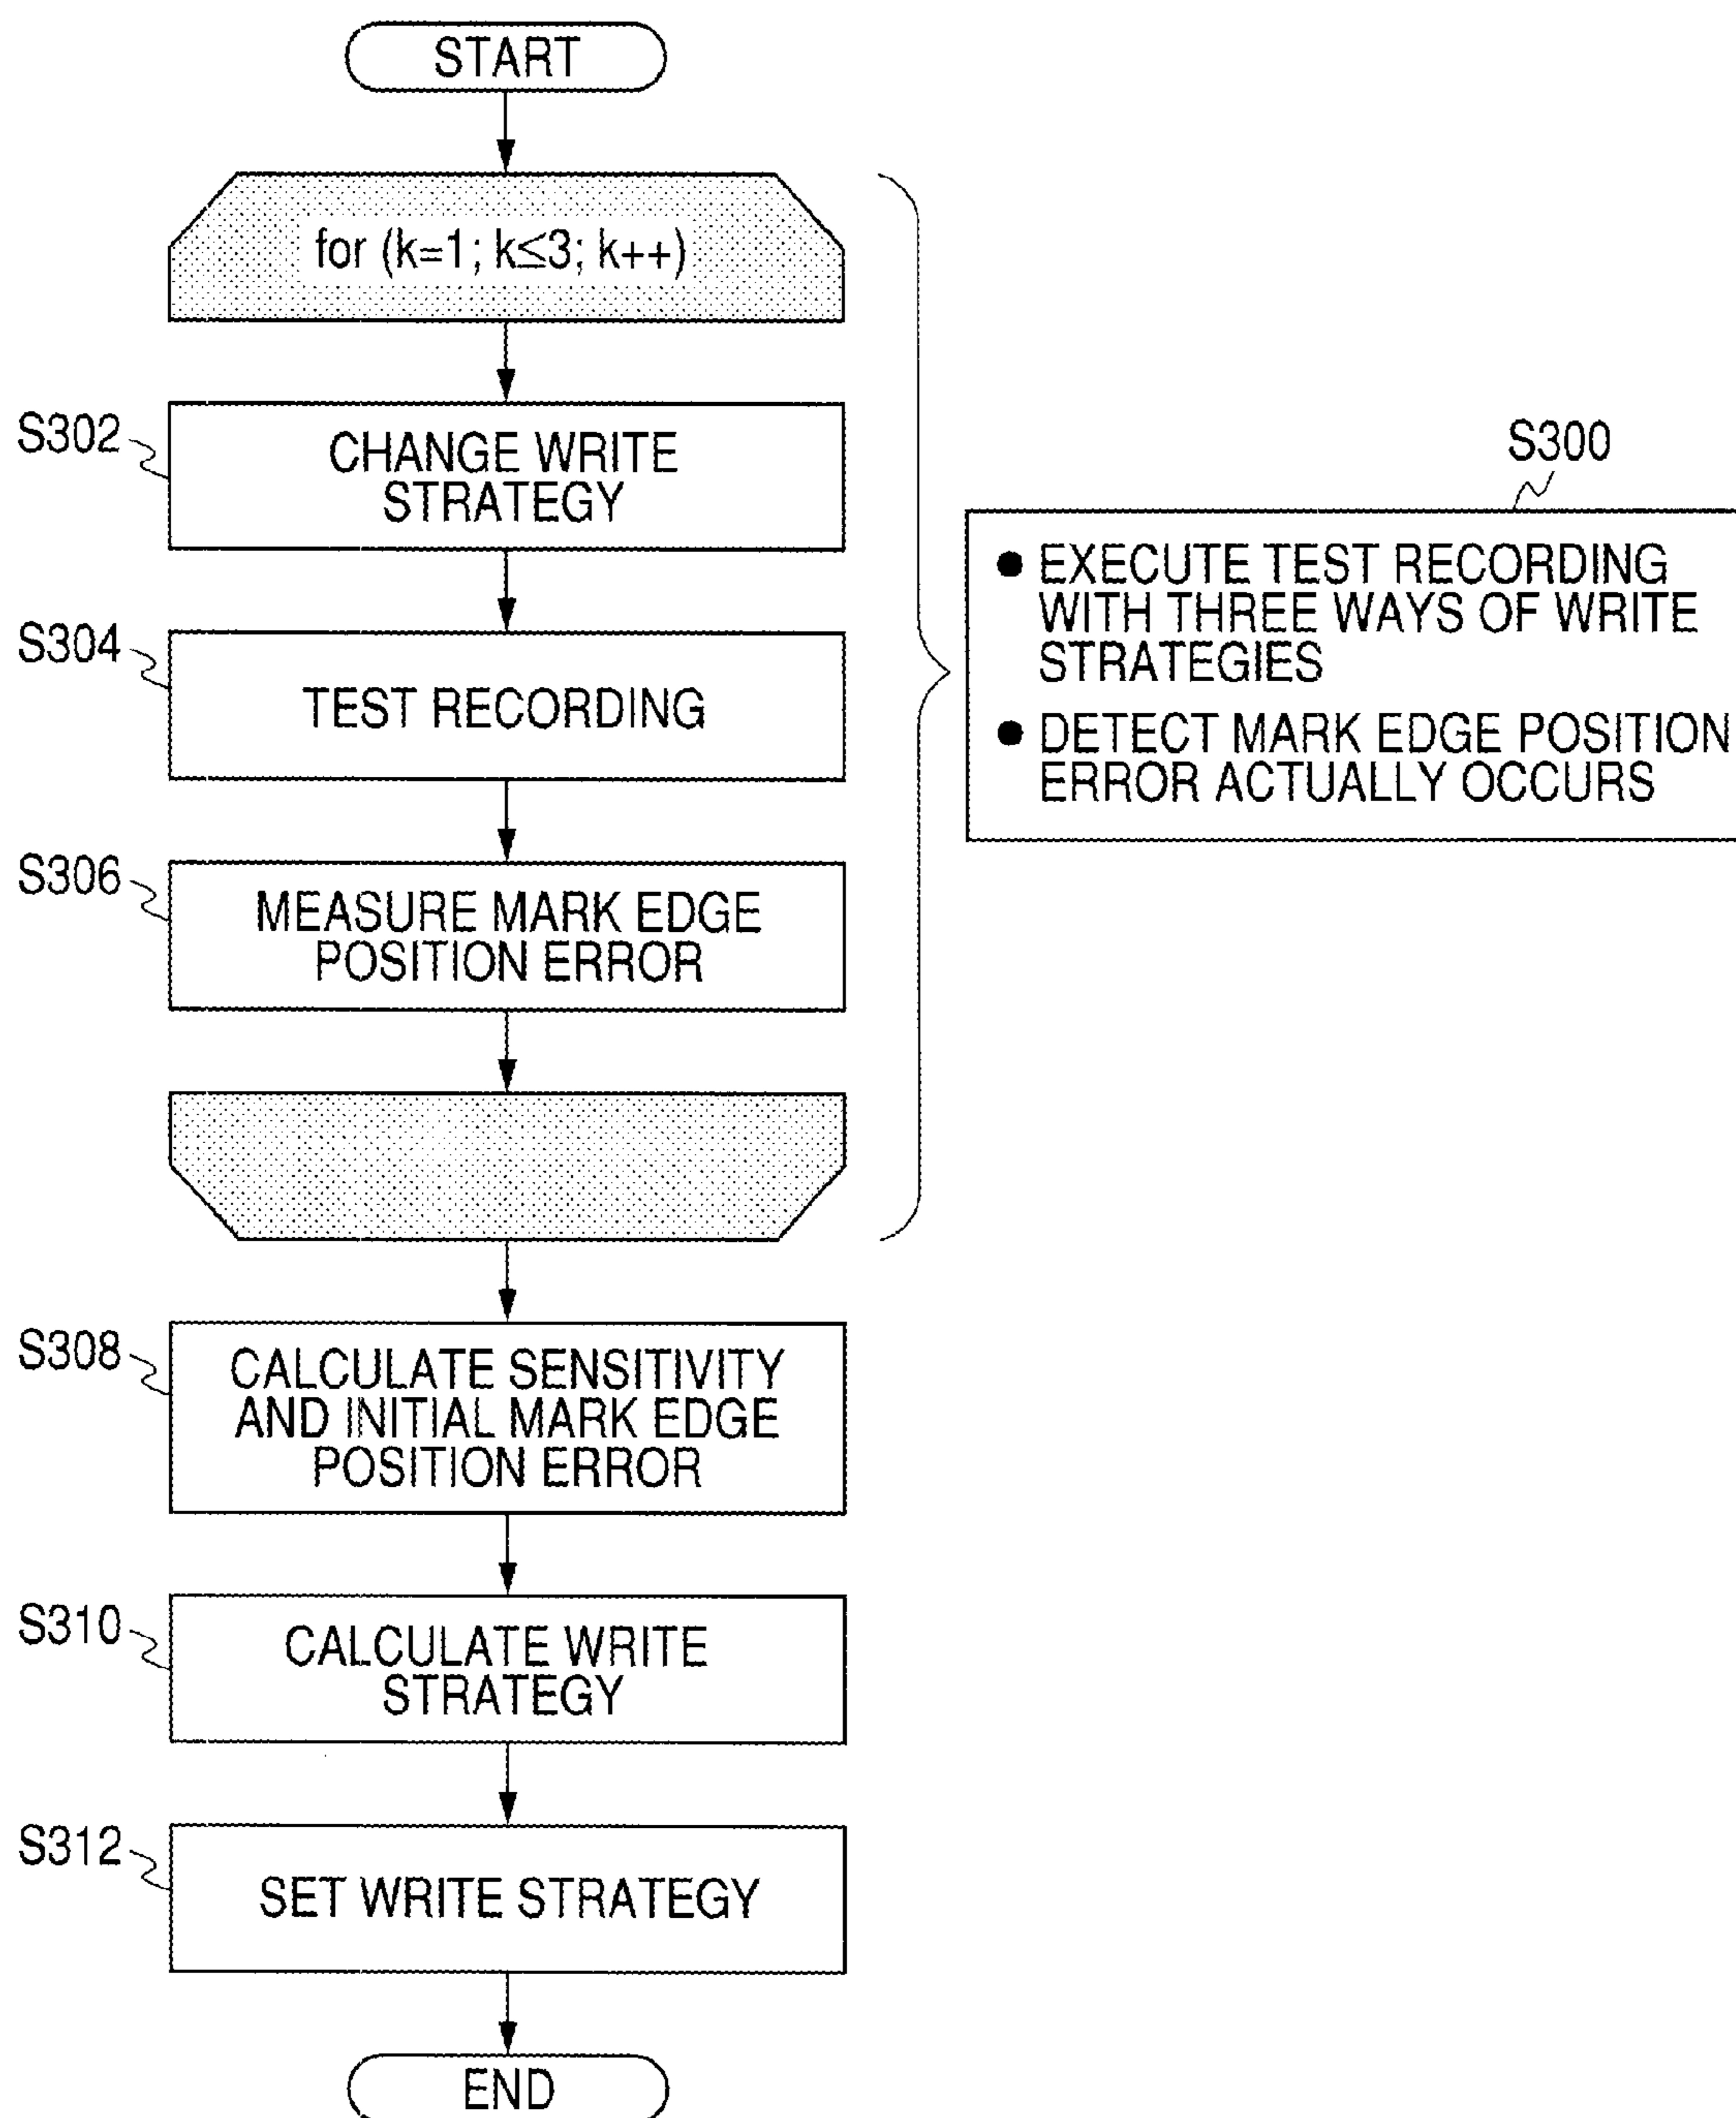 START
for (k=1; k≤3; k++)
S302
CHANGE WRITE
STRATEGY
S304
TEST RECORDING
S306
MEASURE MARK EDGE
POSITION ERROR
S300
● EXECUTE TEST RECORDING
WITH THREE WAYS OF WRITE
STRATEGIES
● DETECT MARK EDGE POSITION
ERROR ACTUALLY OCCURS
S308
CALCULATE SENSITIVITY
AND INITIAL MARK EDGE
POSITION ERROR
S310
CALCULATE WRITE
STRATEGY
S312
SET WRITE STRATEGY
END